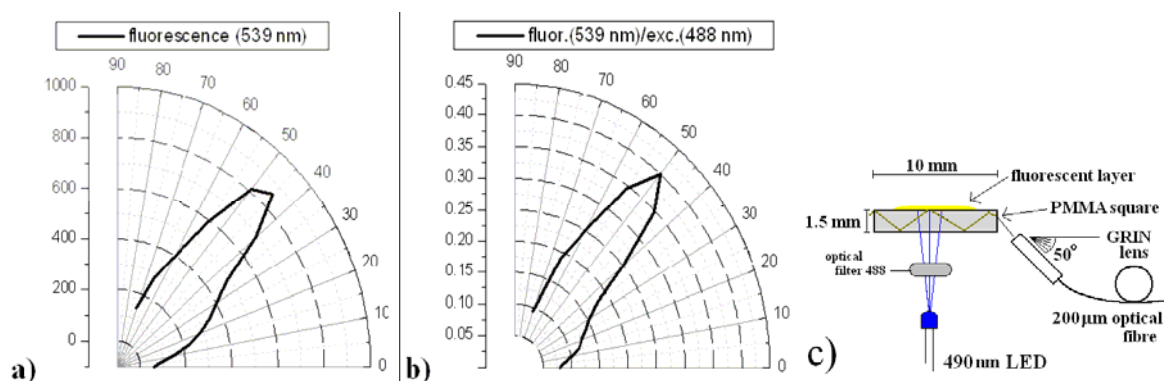 fluorescence (539 nm)
90
80
70
60
50
40
30
20
10
0
1000
800
600
400
200
0
a)
fluor.(539 nm)/exc.(488 nm)
90
80
70
60
50
40
30
20
10
0
0.45
0.40
0.35
0.30
0.25
0.20
0.15
0.10
0.05
b)
10 mm
fluorescent layer
PMMA square
1.5 mm
GRIN
lens
50°
optical
filter 488
200µm optical
fibre
490nm LED
c)